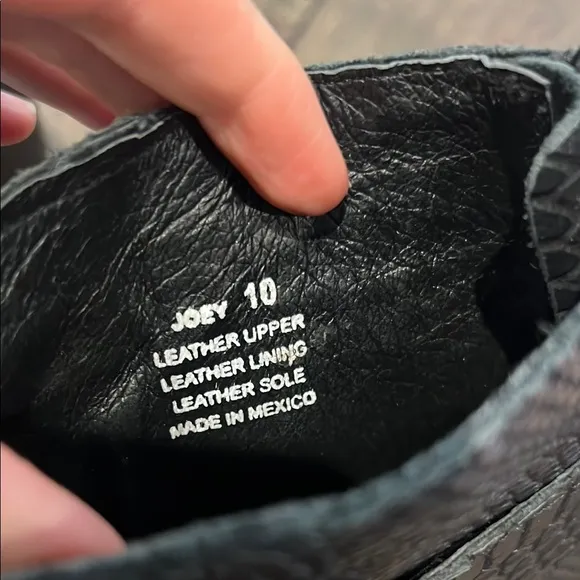 JOEY 10
LEATHER UPPER
LEATHER LINING
LEATHER SOLE
MADE IN MEXICO